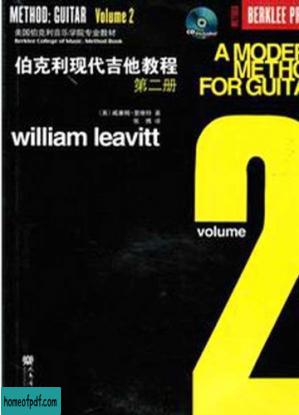 METHOD: GUITAR Volume 2
美国伯克利音乐学院专业教材
Berklee College of Music, Method Book
伯克利现代吉他教程
第二册
william leavitt
CD included
BERKLEE PR
A MODER
METHO
FOR GUITA
volume
2
homeofpdf.com